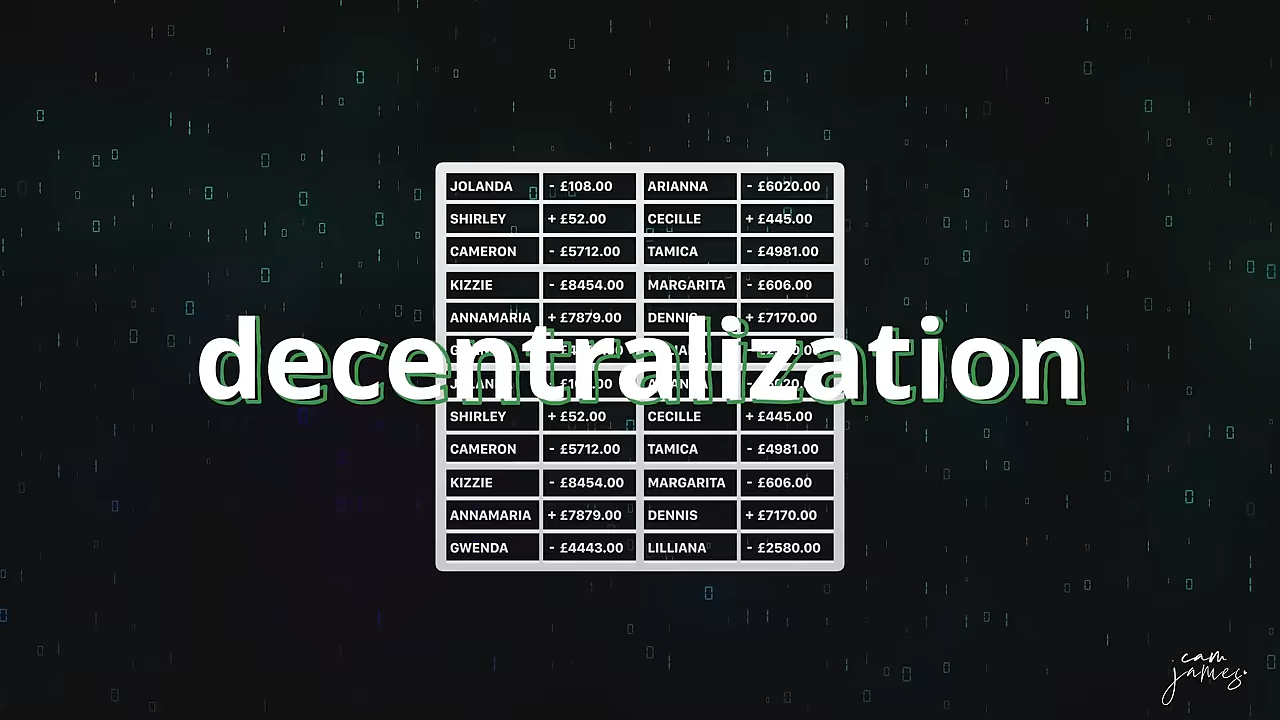 JOLANDA - £108.00 ARIANNA - £6020.00
SHIRLEY + £52.00 CECILLE + £445.00
CAMERON - £5712.00 TAMICA - £4981.00
KIZZIE - £8454.00 MARGARITA - £606.00
ANNAMARIA + £7879.00 DENNIS + £7170.00
decentralization
SHIRLEY + £52.00 CECILLE + £445.00
CAMERON - £5712.00 TAMICA - £4981.00
KIZZIE - £8454.00 MARGARITA - £606.00
ANNAMARIA + £7879.00 DENNIS + £7170.00
GWENDA - £4443.00 LILLIANA - £2580.00
cam
james